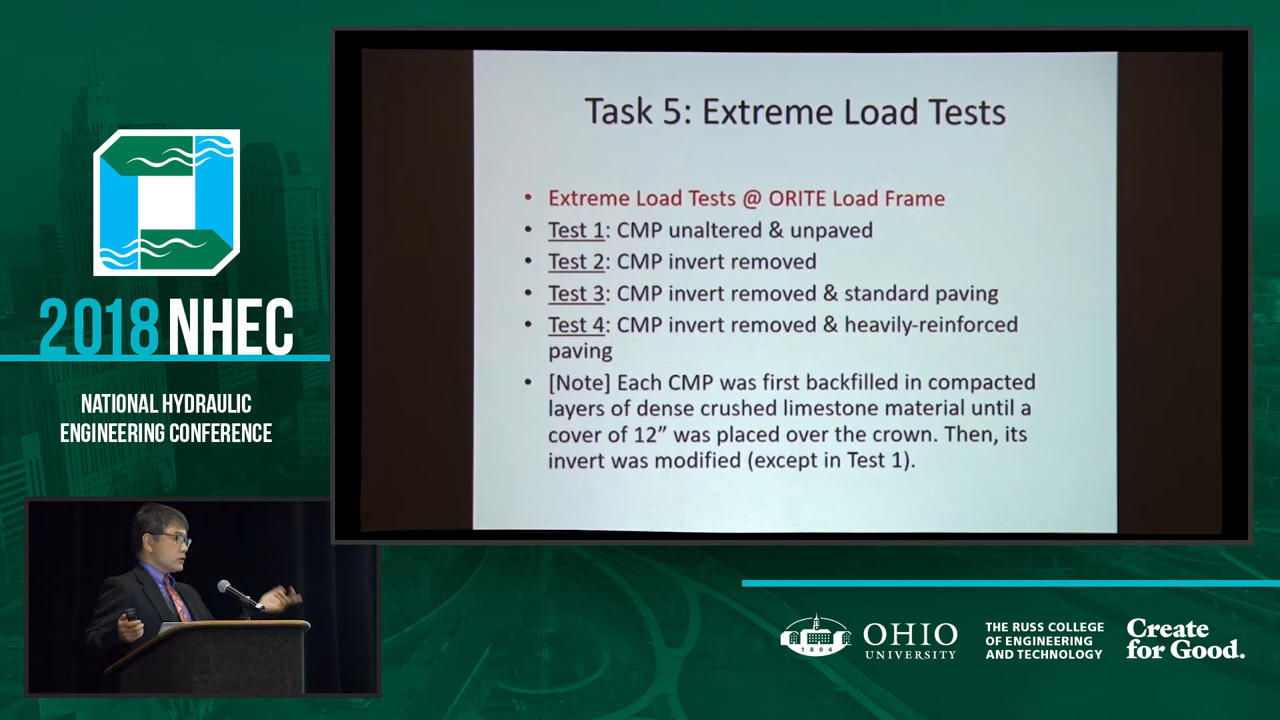 Task 5: Extreme Load Tests
• Extreme Load Tests @ ORITE Load Frame
• Test 1: CMP unaltered & unpaved
• Test 2: CMP invert removed
• Test 3: CMP invert removed & standard paving
• Test 4: CMP invert removed & heavily-reinforced
paving
• [Note] Each CMP was first backfilled in compacted
layers of dense crushed limestone material until a
cover of 12” was placed over the crown. Then, its
invert was modified (except in Test 1).
2018 NHEC
NATIONAL HYDRAULIC
ENGINEERING CONFERENCE
1804
OHIO
UNIVERSITY
THE RUSS COLLEGE
OF ENGINEERING
AND TECHNOLOGY
Create
for Good.